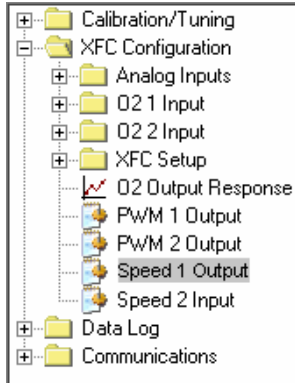 Calibration/Tuning
XFC Configuration
Analog Inputs
O2 1 Input
O2 2 Input
XFC Setup
O2 Output Response
PWM 1 Output
PWM 2 Output
Speed 1 Output
Speed 2 Input
Data Log
Communications